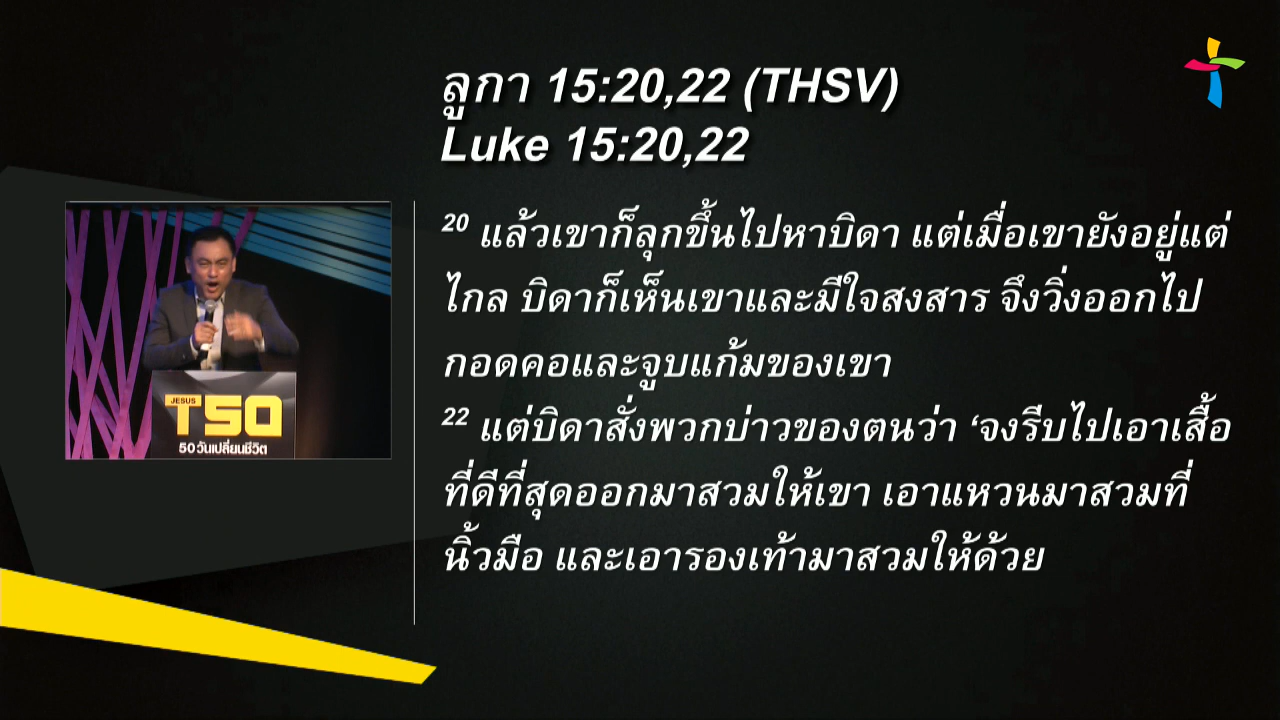 ลูกา 15:20,22 (THSV)
Luke 15:20,22
20 แล้วเขาก็ลุกขึ้นไปหาบิดา แต่เมื่อเขายังอยู่แต่
ไกล บิดาก็เห็นเขาและมีใจสงสาร จึงวิ่งออกไป
กอดคอและจูบแก้มของเขา
22 แต่บิดาสั่งพวกบ่าวของตนว่า ‘จงรีบไปเอาเสื้อ
ที่ดีที่สุดออกมาสวมให้เขา เอาแหวนมาสวมที่
นิ้วมือ และเอารองเท้ามาสวมให้ด้วย
JESUS
T50
50 วันเปลี่ยนชีวิต